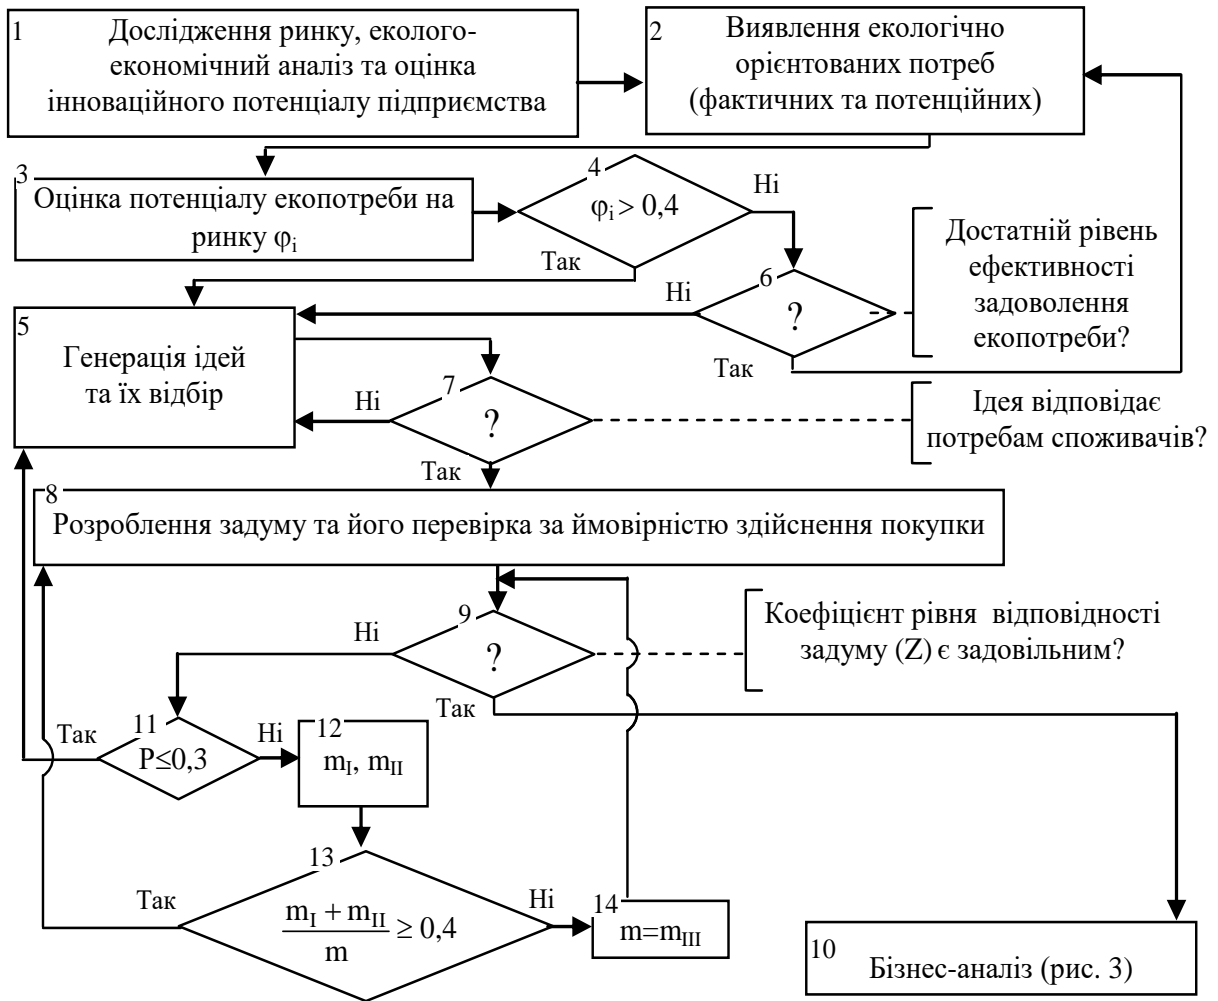 1
Дослідження ринку, еколого-
економічний аналіз та оцінка
інноваційного потенціалу підприємства
2
Виявлення екологічно
орієнтованих потреб
(фактичних та потенційних)
3
Оцінка потенціалу екопотреби на
ринку φi
4
φi > 0,4
Ні
Так
Достатній рівень
ефективності
задоволення
екопотреби?
6
?
Ні
Так
5
Генерація ідей
та їх відбір
7
?
Ні
Так
Ідея відповідає
потребам споживачів?
8
Розроблення задуму та його перевірка за ймовірністю здійснення покупки
9
?
Ні
Так
Коефіцієнт рівня відповідності
задуму (Z) є задовільним?
11
P≤0,3
Так
Ні
12
mI, mII
13
mI + mII
m
≥ 0,4
Так
Ні
14
m=mIII
10
Бізнес-аналіз (рис. 3)